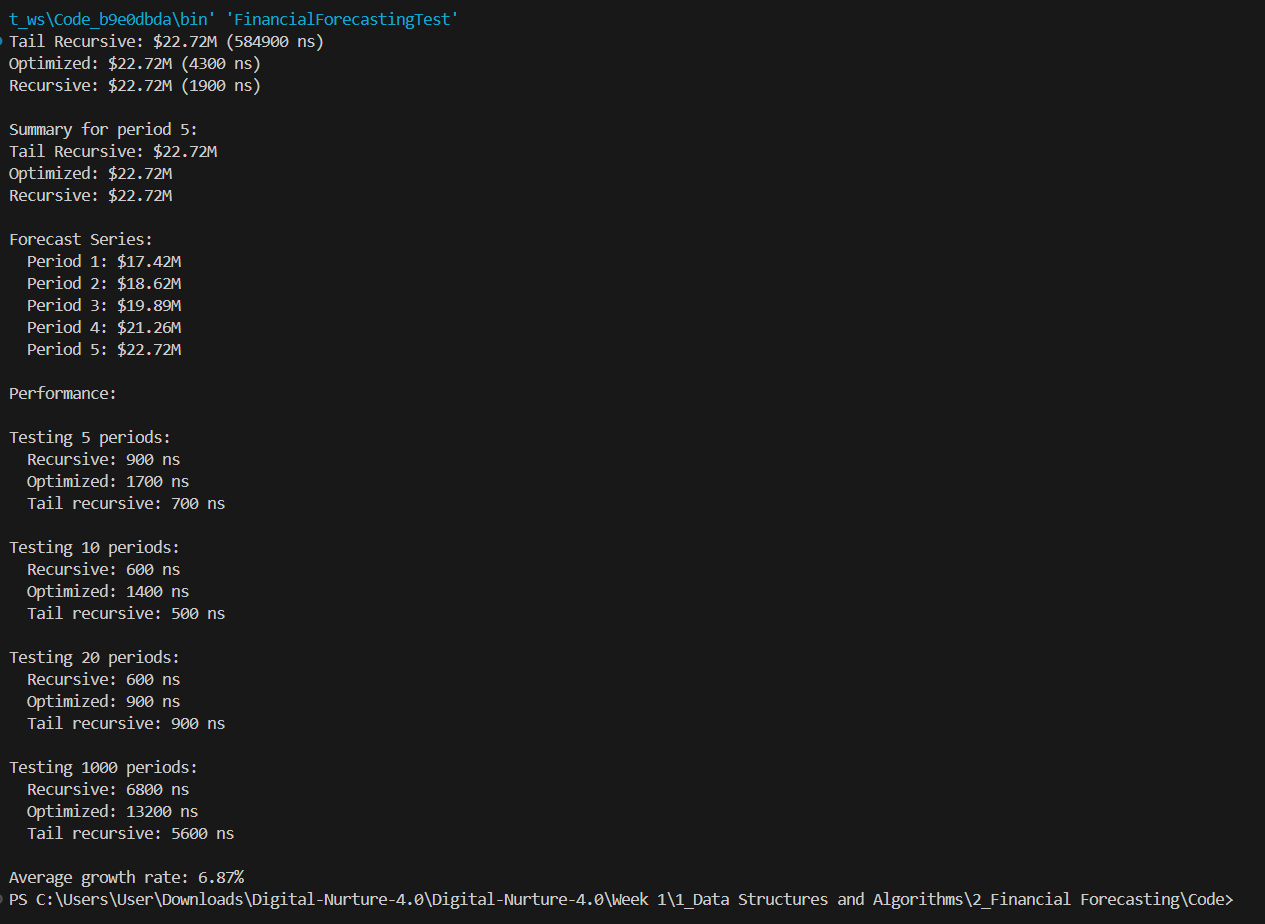 t_ws\Code_b9e0dbda\bin' 'FinancialForecastingTest'
Tail Recursive: $22.72M (584900 ns)
Optimized: $22.72M (4300 ns)
Recursive: $22.72M (1900 ns)
Summary for period 5:
Tail Recursive: $22.72M
Optimized: $22.72M
Recursive: $22.72M
Forecast Series:
Period 1: $17.42M
Period 2: $18.62M
Period 3: $19.89M
Period 4: $21.26M
Period 5: $22.72M
Performance:
Testing 5 periods:
Recursive: 900 ns
Optimized: 1700 ns
Tail recursive: 700 ns
Testing 10 periods:
Recursive: 600 ns
Optimized: 1400 ns
Tail recursive: 500 ns
Testing 20 periods:
Recursive: 600 ns
Optimized: 900 ns
Tail recursive: 900 ns
Testing 1000 periods:
Recursive: 6800 ns
Optimized: 13200 ns
Tail recursive: 5600 ns
Average growth rate: 6.87%
PS C:\Users\User\Downloads\Digital-Nurture-4.0\Digital-Nurture-4.0\Week 1\1_Data Structures and Algorithms\2_Financial Forecasting\Code>